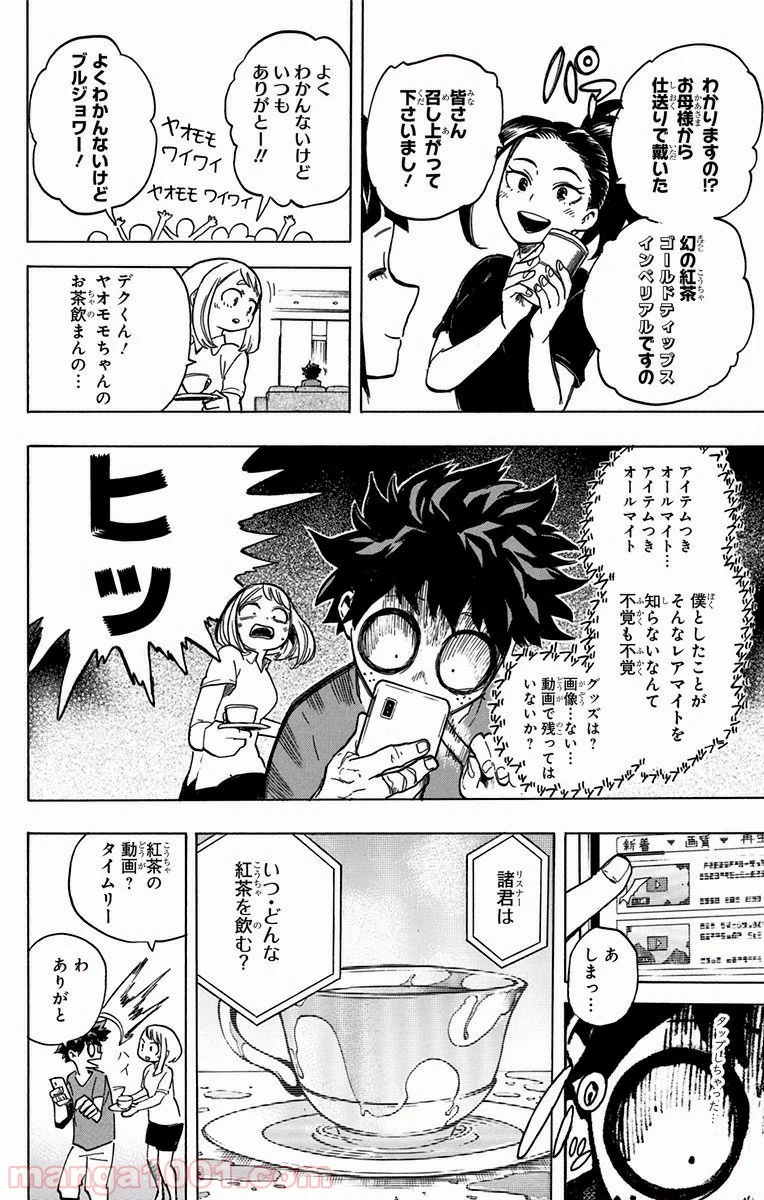 わかりますの!?
お母様から
仕送りで戴いた
幻の紅茶
ゴールドティップス
インペリアルですの
皆さん
召し上がって
下さいまし!
よく
わかんないけど
いつも
ありがとー!!
ヤオモモ
ワイワイ
ヤオモモ ワイワイ
よくわかんないけど
ブルジョワー!
デクくん!
ヤオモモちゃんの
お茶飲まんの…
アイテムつき
オールマイト…
アイテムつき
オールマイト
僕としたことが
そんなレアマイトを
知らないなんて
不覚も不覚
グッズは?
画像…ない…
動画で残っては
いないか?
ヒッ
新着 ▼画質 ▼再生
あ
しまっ…
タップしちゃった…
諸君は
リスナー
いつ・どんな
紅茶を飲む?
紅茶の
動画?
タイムリー
わ
ありがと
ハイ
manga1001.com